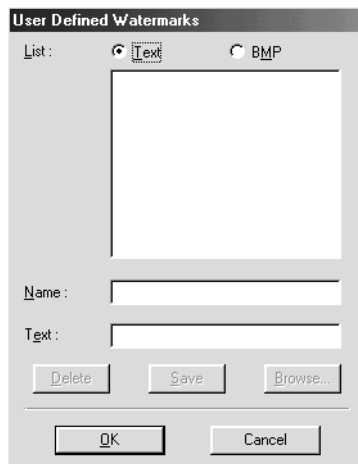 User Defined Watermarks
List : Text BMP
Name :
Text :
Delete Save Browse...
OK Cancel